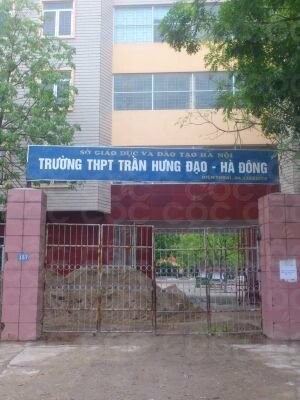 SỞ GIÁO DỤC VÀ ĐÀO TẠO HÀ NỘI
TRƯỜNG THPT TRẦN HƯNG ĐẠO - HÀ ĐÔNG